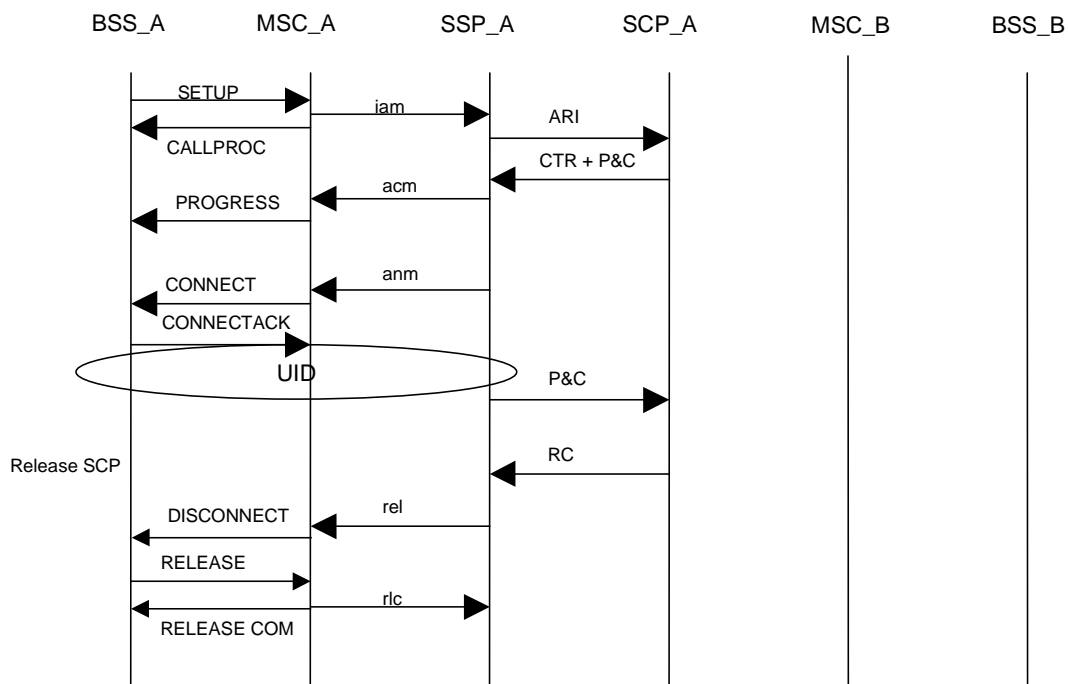 BSS_A MSC_A SSP_A SCP_A MSC_B BSS_B
SETUP
iam
ARI
CALLPROC
CTR + P&C
acm
PROGRESS
anm
CONNECT
CONNECTACK
UID
P&C
RC
Release SCP
rel
DISCONNECT
RELEASE
rlc
RELEASE COM